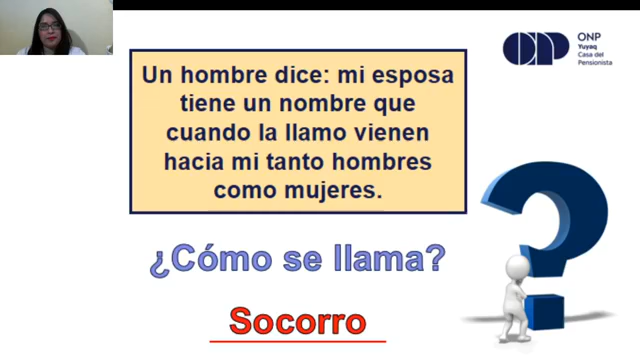 ONP
Yuyaq
Casa del
Pensionista
Un hombre dice: mi esposa
tiene un nombre que
cuando la llamo vienen
hacia mi tanto hombres
como mujeres.
¿Cómo se llama?
Socorro